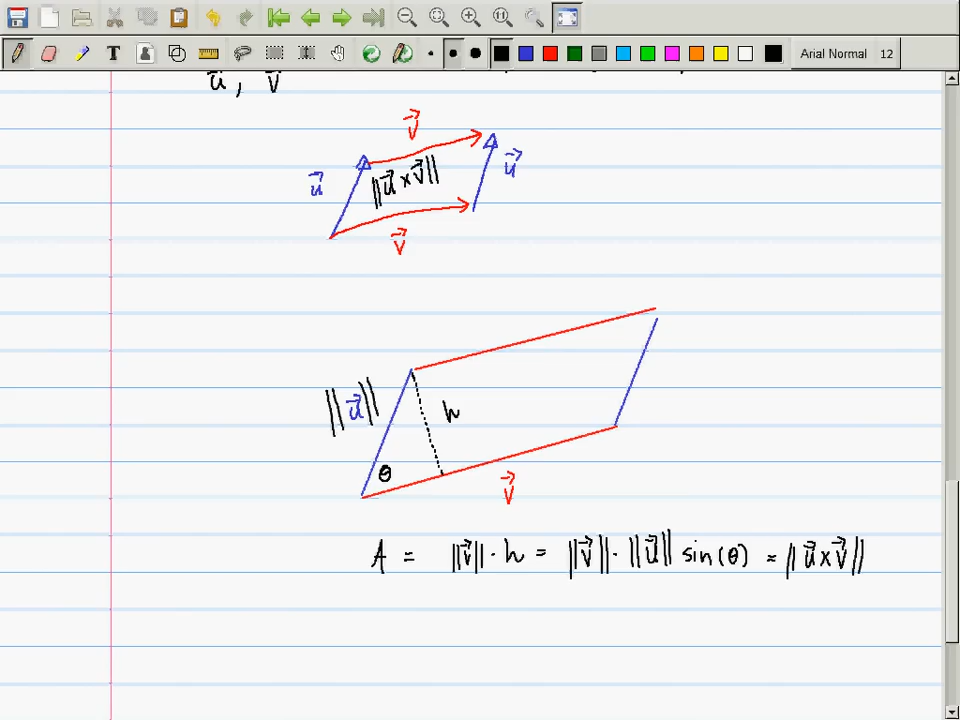 T
Arial Normal 12
u⃗ , v⃗
v⃗
u⃗ ||u⃗ × v⃗|| u⃗
v⃗
||u⃗|| h
θ
v⃗
A = ||v⃗|| · h = ||v⃗|| · ||u⃗|| sin(θ) = ||u⃗ × v⃗||